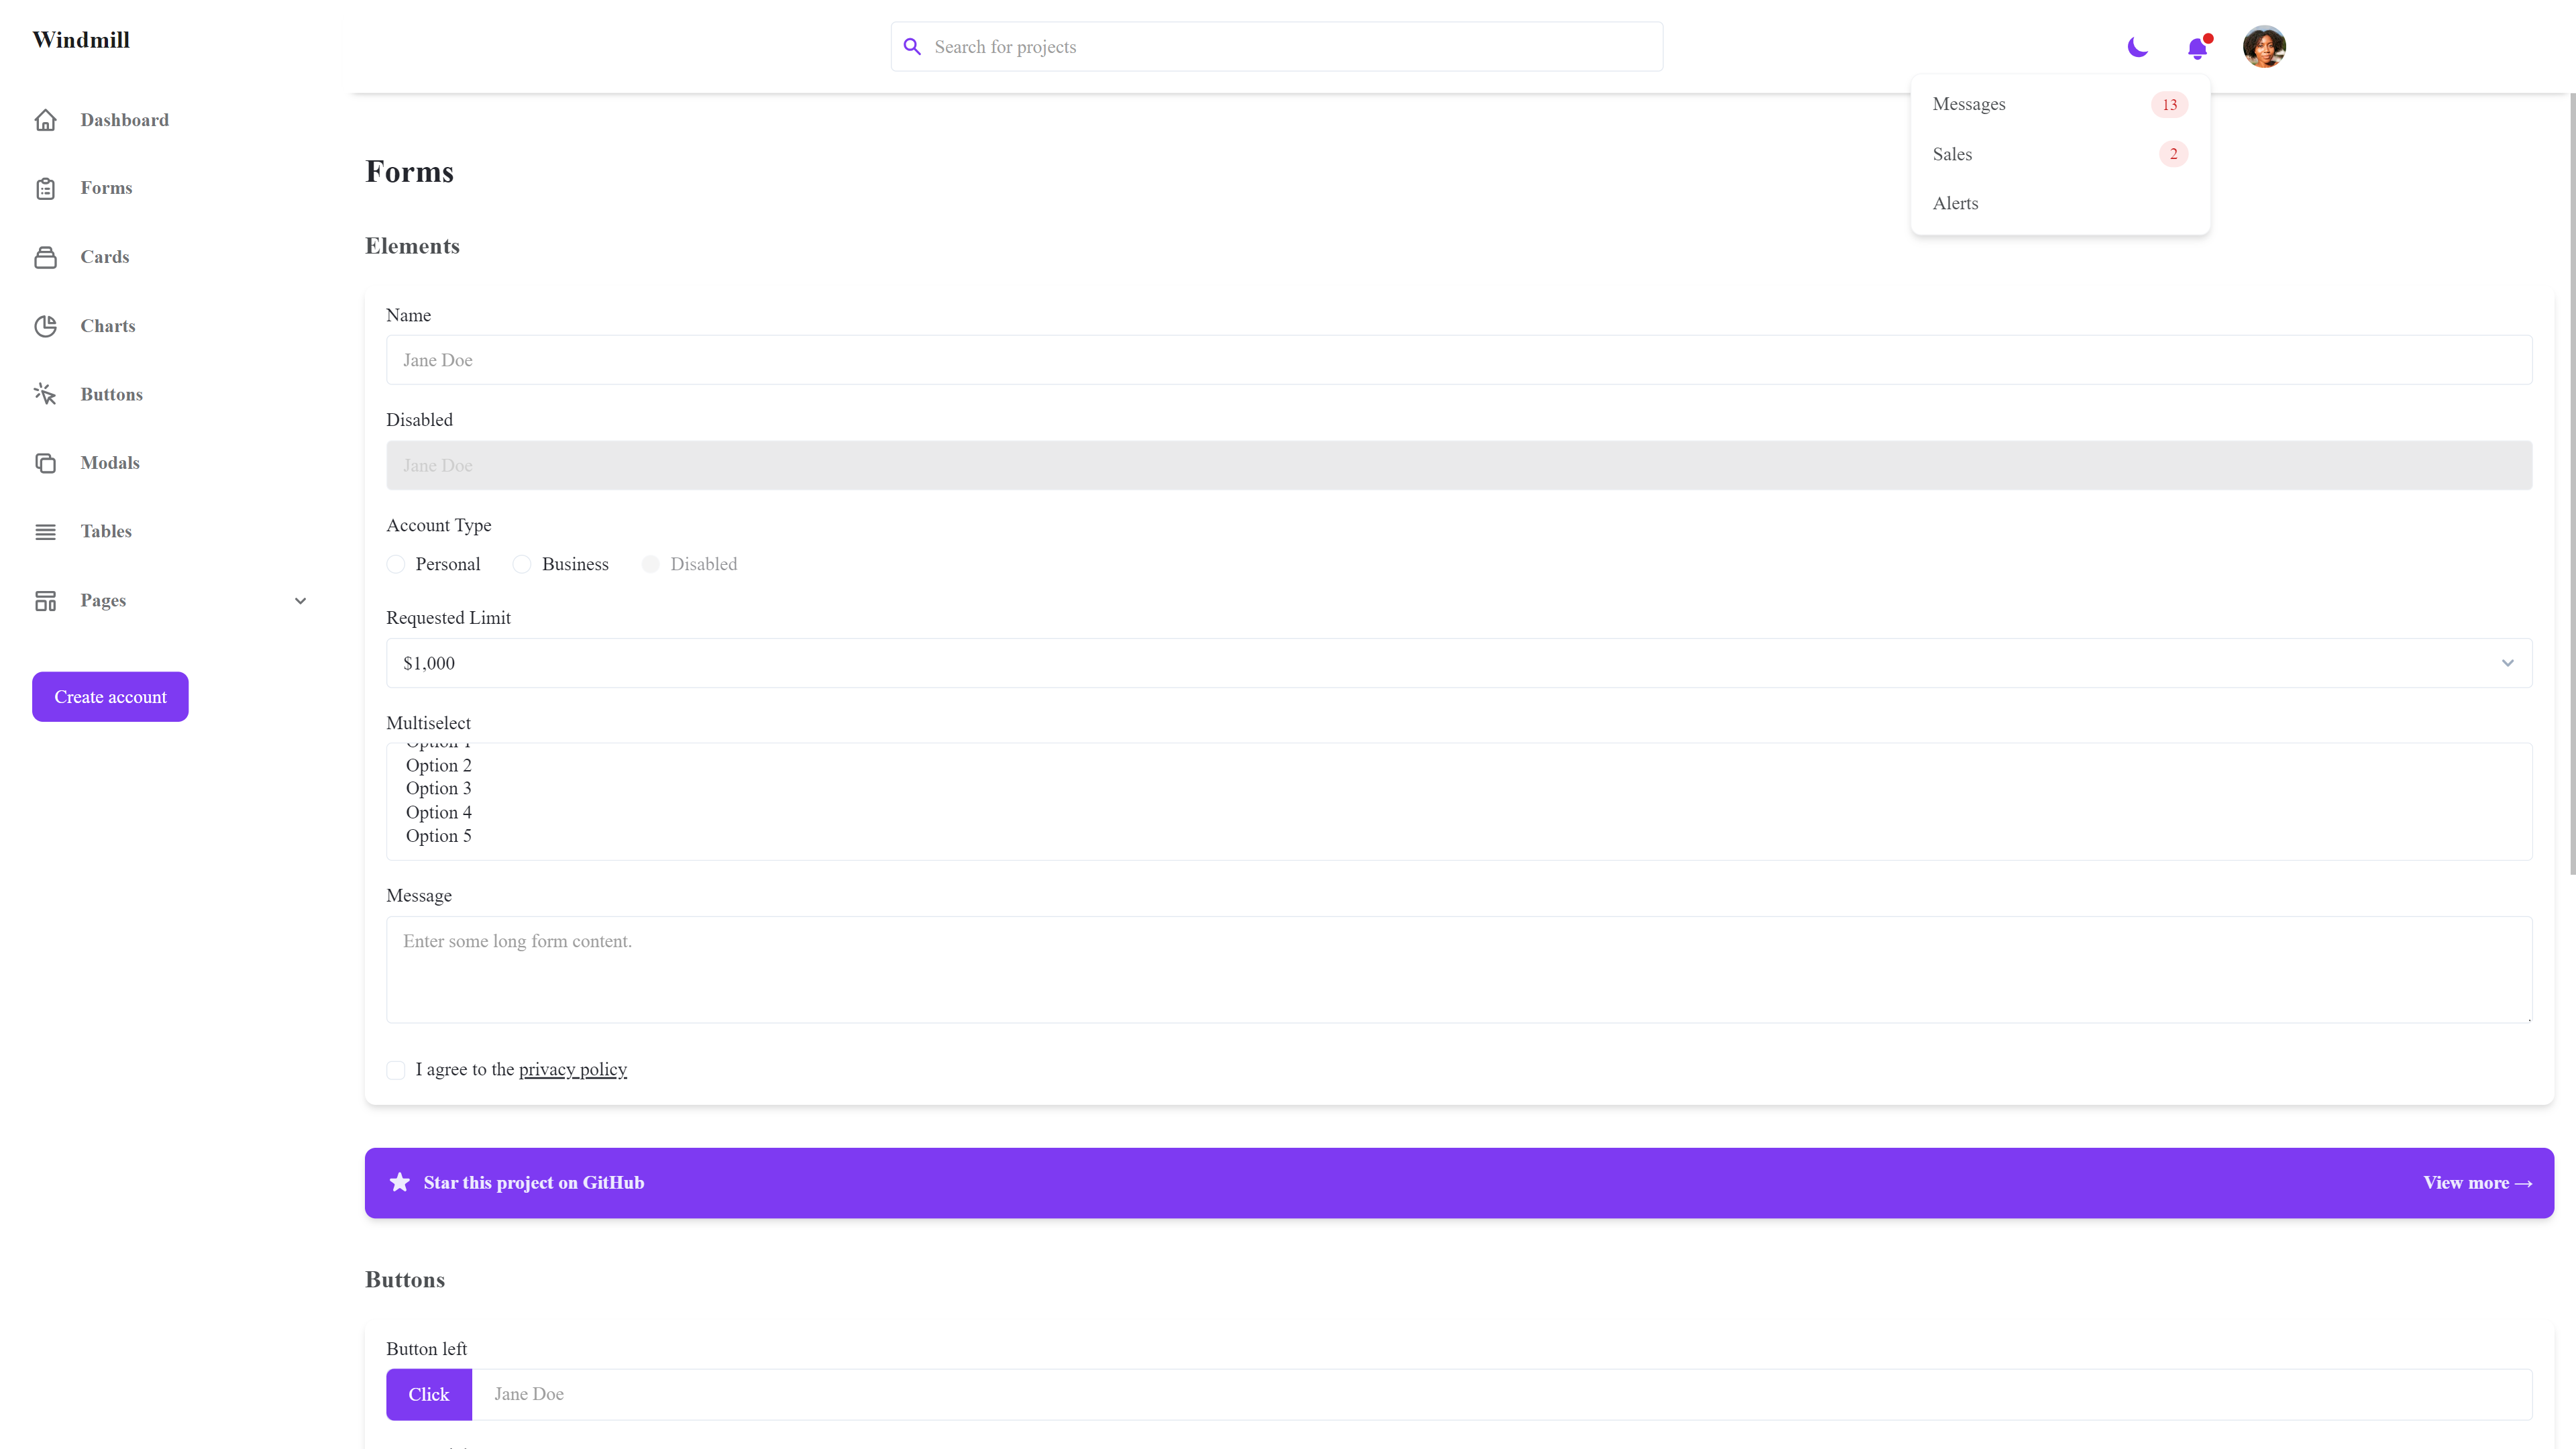 Windmill
Search for projects
Dashboard
Forms
Cards
Charts
Buttons
Modals
Tables
Pages
Create account
Messages 13
Sales 2
Alerts
Forms
Elements
Name
Jane Doe
Disabled
Jane Doe
Account Type
Personal Business Disabled
Requested Limit
$1,000
Multiselect
Option 1
Option 2
Option 3
Option 4
Option 5
Message
Enter some long form content.
I agree to the privacy policy
Star this project on GitHub View more →
Buttons
Button left
Click Jane Doe